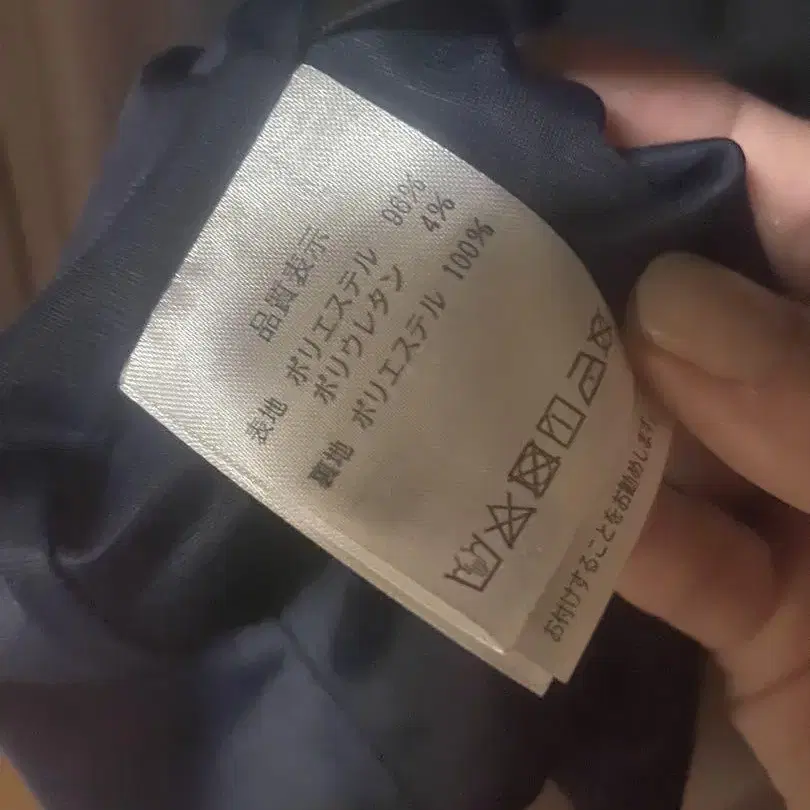 品質表示
表地 ポリエステル 96%
ポリウレタン 4%
裏地 ポリエステル 100%
お付けすることをお勧めします。